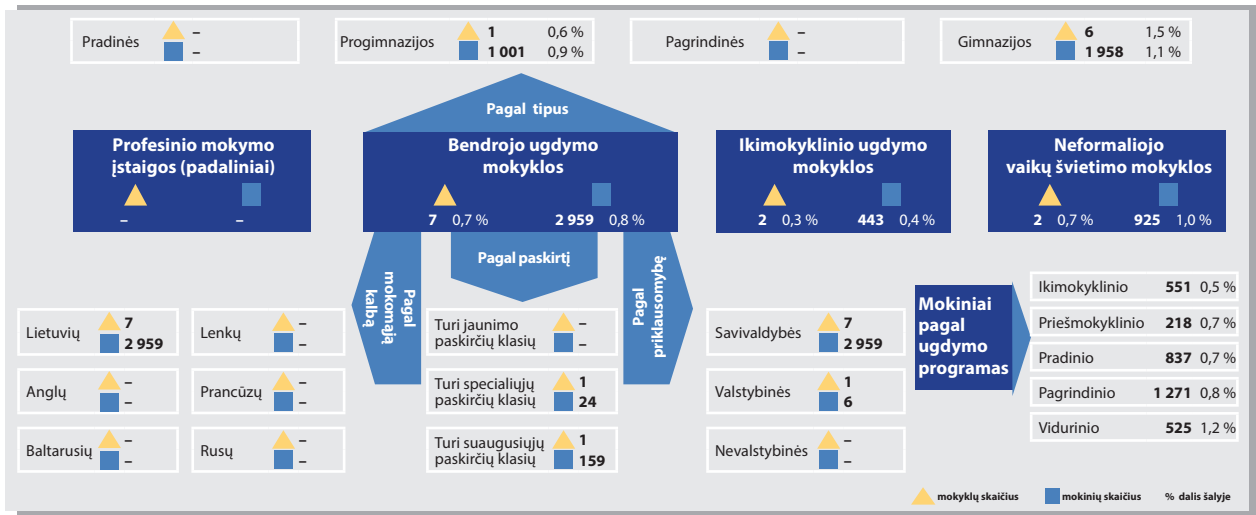 Pradinės
–
–
Progimnazijos
1 0,6 %
1 001 0,9 %
Pagrindinės
–
–
Gimnazijos
6 1,5 %
1 958 1,1 %
Pagal tipus
Profesinio mokymo
įstaigos (padaliniai)
– –
Bendrojo ugdymo
mokyklos
7 0,7 % 2 959 0,8 %
Ikimokyklinio ugdymo
mokyklos
2 0,3 % 443 0,4 %
Neformaliojo
vaikų švietimo mokyklos
2 0,7 % 925 1,0 %
Pagal
mokomąją
kalbą
Pagal paskirtį
Pagal
priklausomybę
Lietuvių
7
2 959
Lenkų
–
–
Anglų
–
–
Prancūzų
–
–
Baltarusių
–
–
Rusų
–
–
Turi jaunimo
paskirčių klasių
–
–
Turi specialiųjų
paskirčių klasių
1
24
Turi suaugusiųjų
paskirčių klasių
1
159
Savivaldybės
7
2 959
Valstybinės
1
6
Nevalstybinės
–
–
Mokiniai
pagal
ugdymo
programas
Ikimokyklinio 551 0,5 %
Priešmokyklinio 218 0,7 %
Pradinio 837 0,7 %
Pagrindinio 1 271 0,8 %
Vidurinio 525 1,2 %
mokyklų skaičius mokinių skaičius % dalis šalyje